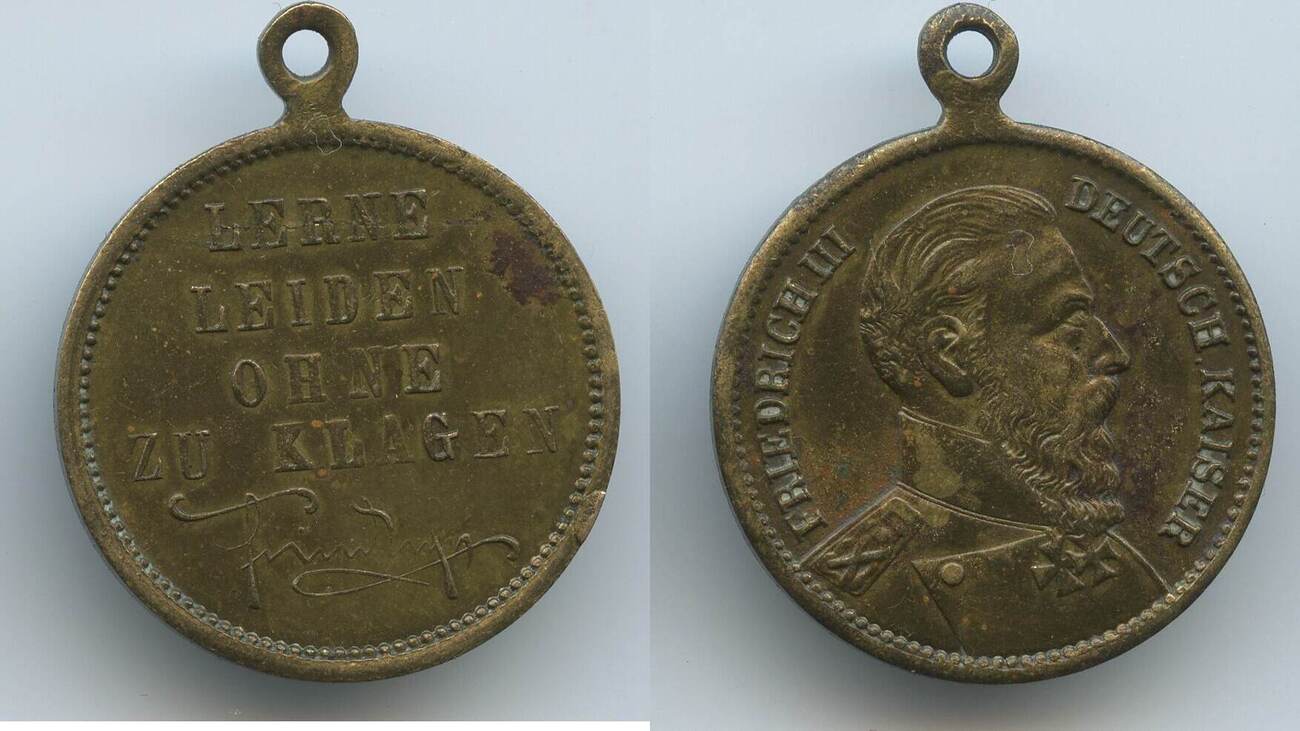 LERNE
LEIDEN
OHNE
ZU KLAGEN
FRIEDRICH III
DEUTSCH. KAISER